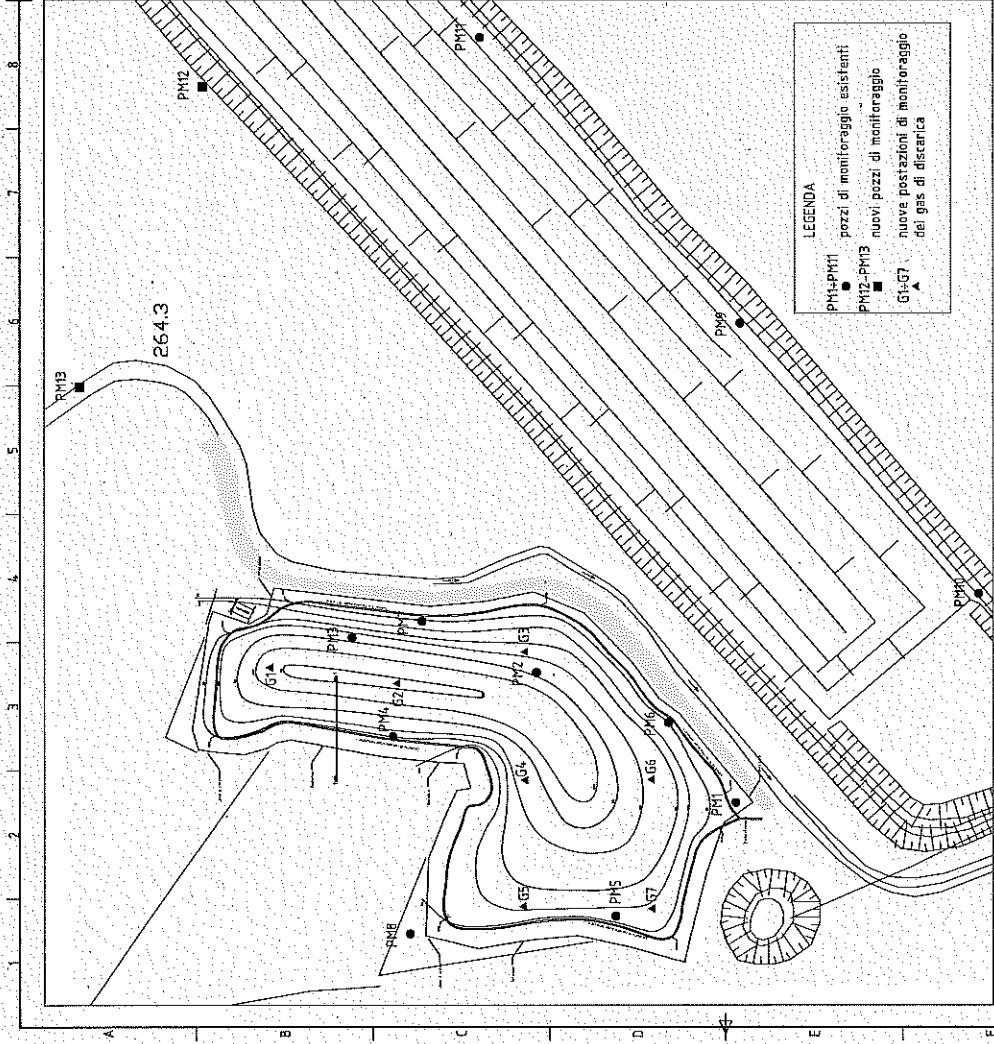 8
7
6
5
4
3
2
1
A
B
C
D
E
F
PM11
PM12
PM13
264.3
PM9
PM10
PM3
G1
G2
PM4
G3
PM2
PM6
G4
G6
PM1
G5
PM5
G7
PM8
LEGENDA
PM1÷PM11
pozzi di monitoraggio esistenti
PM12-PM13
nuovi pozzi di monitoraggio
G1÷G7
nuove postazioni di monitoraggio
del gas di discarica